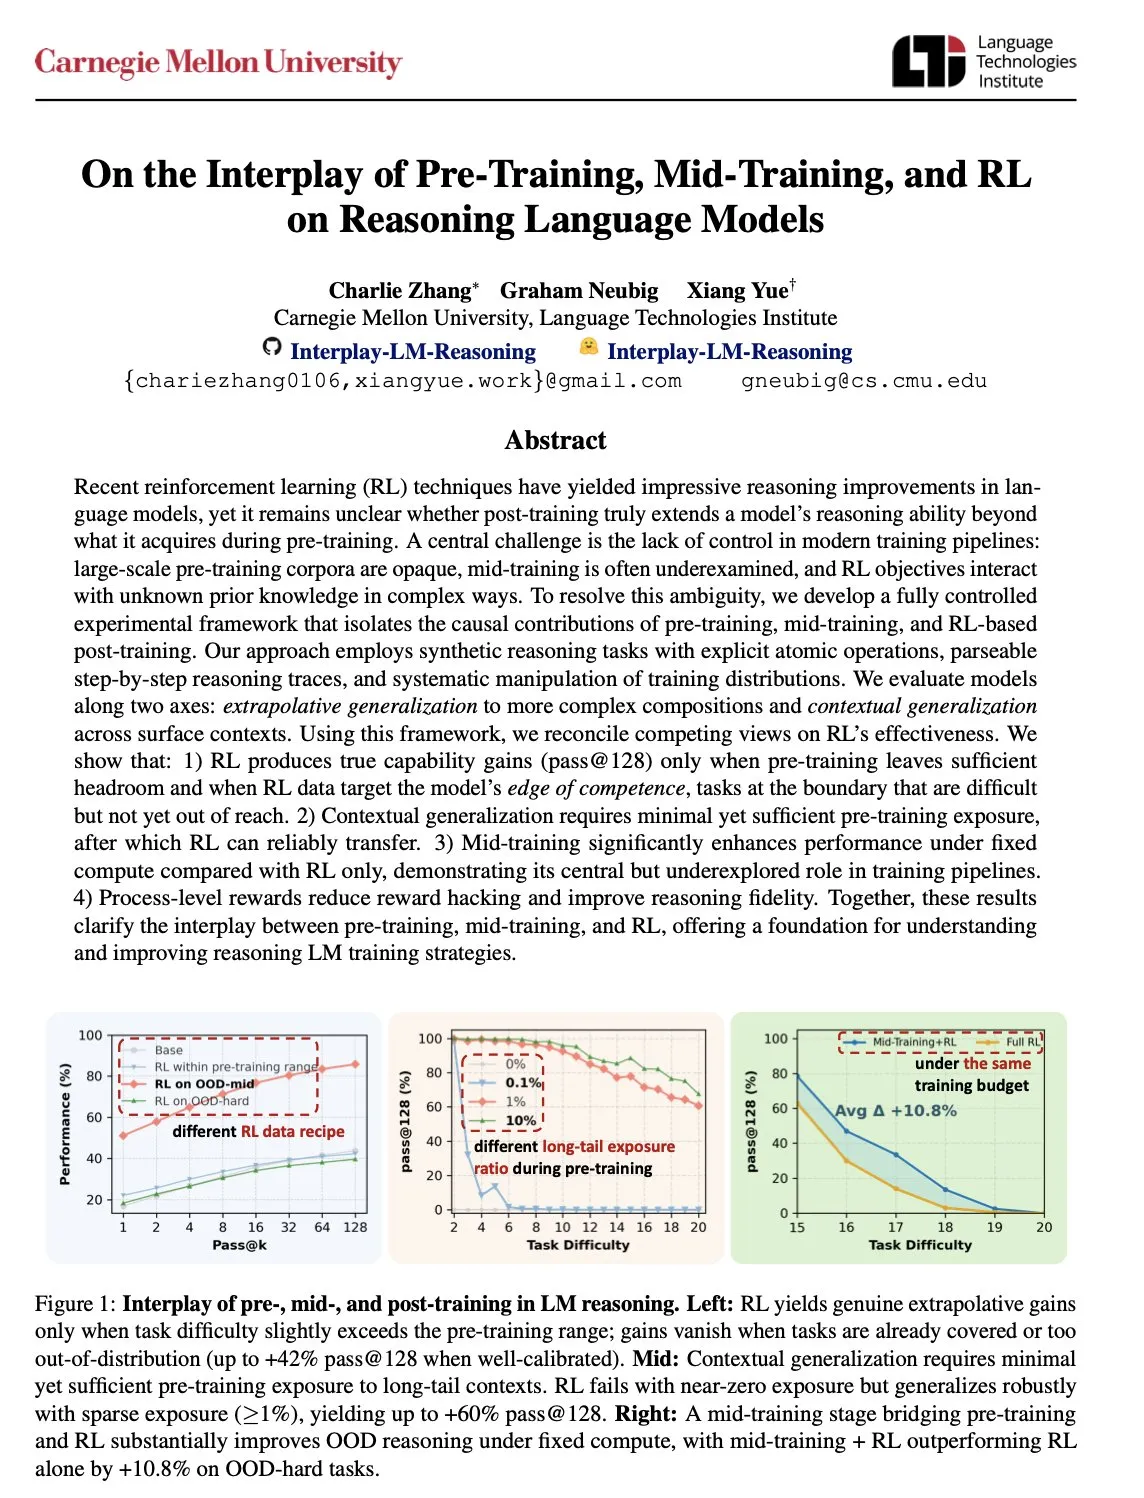 Carnegie Mellon University
Language
Technologies
Institute
On the Interplay of Pre-Training, Mid-Training, and RL
on Reasoning Language Models
Charlie Zhang* Graham Neubig Xiang Yue†
Carnegie Mellon University, Language Technologies Institute
Interplay-LM-Reasoning Interplay-LM-Reasoning
{chariezhang0106,xiangyue.work}@gmail.com gneubig@cs.cmu.edu
Abstract
Recent reinforcement learning (RL) techniques have yielded impressive reasoning improvements in lan-
guage models, yet it remains unclear whether post-training truly extends a model's reasoning ability beyond
what it acquires during pre-training. A central challenge is the lack of control in modern training pipelines:
large-scale pre-training corpora are opaque, mid-training is often underexamined, and RL objectives interact
with unknown prior knowledge in complex ways. To resolve this ambiguity, we develop a fully controlled
experimental framework that isolates the causal contributions of pre-training, mid-training, and RL-based
post-training. Our approach employs synthetic reasoning tasks with explicit atomic operations, parseable
step-by-step reasoning traces, and systematic manipulation of training distributions. We evaluate models
along two axes: extrapolative generalization to more complex compositions and contextual generalization
across surface contexts. Using this framework, we reconcile competing views on RL's effectiveness. We
show that: 1) RL produces true capability gains (pass@128) only when pre-training leaves sufficient
headroom and when RL data target the model's edge of competence, tasks at the boundary that are difficult
but not yet out of reach. 2) Contextual generalization requires minimal yet sufficient pre-training exposure,
after which RL can reliably transfer. 3) Mid-training significantly enhances performance under fixed
compute compared with RL only, demonstrating its central but underexplored role in training pipelines.
4) Process-level rewards reduce reward hacking and improve reasoning fidelity. Together, these results
clarify the interplay between pre-training, mid-training, and RL, offering a foundation for understanding
and improving reasoning LM training strategies.
Performance (%)
100
80
60
40
20
Base
RL within pre-training range
RL on OOD-mid
RL on OOD-hard
different RL data recipe
1 2 4 8 16 32 64 128
Pass@k
pass@128 (%)
100
80
60
40
20
0
0%
0.1%
1%
10%
different long-tail exposure
ratio during pre-training
2 4 6 8 10 12 14 16 18 20
Task Difficulty
pass@128 (%)
100
80
60
40
20
0
Mid-Training+RL Full RL
under the same
training budget
Avg Δ +10.8%
15 16 17 18 19 20
Task Difficulty
Figure 1: Interplay of pre-, mid-, and post-training in LM reasoning. Left: RL yields genuine extrapolative gains
only when task difficulty slightly exceeds the pre-training range; gains vanish when tasks are already covered or too
out-of-distribution (up to +42% pass@128 when well-calibrated). Mid: Contextual generalization requires minimal
yet sufficient pre-training exposure to long-tail contexts. RL fails with near-zero exposure but generalizes robustly
with sparse exposure (≥1%), yielding up to +60% pass@128. Right: A mid-training stage bridging pre-training
and RL substantially improves OOD reasoning under fixed compute, with mid-training + RL outperforming RL
alone by +10.8% on OOD-hard tasks.